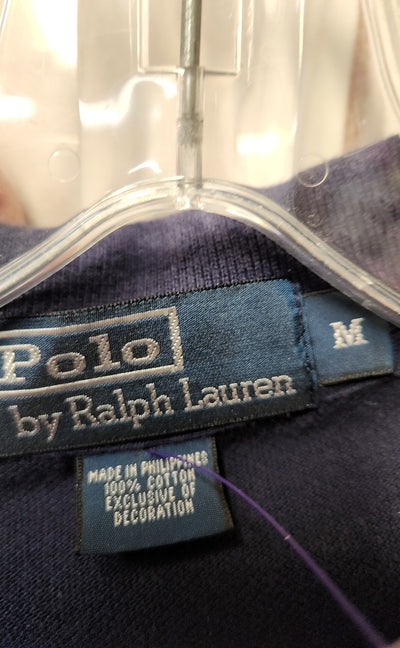 Polo
by Ralph Lauren
M
MADE IN PHILIPPINES
100% COTTON
EXCLUSIVE OF
DECORATION